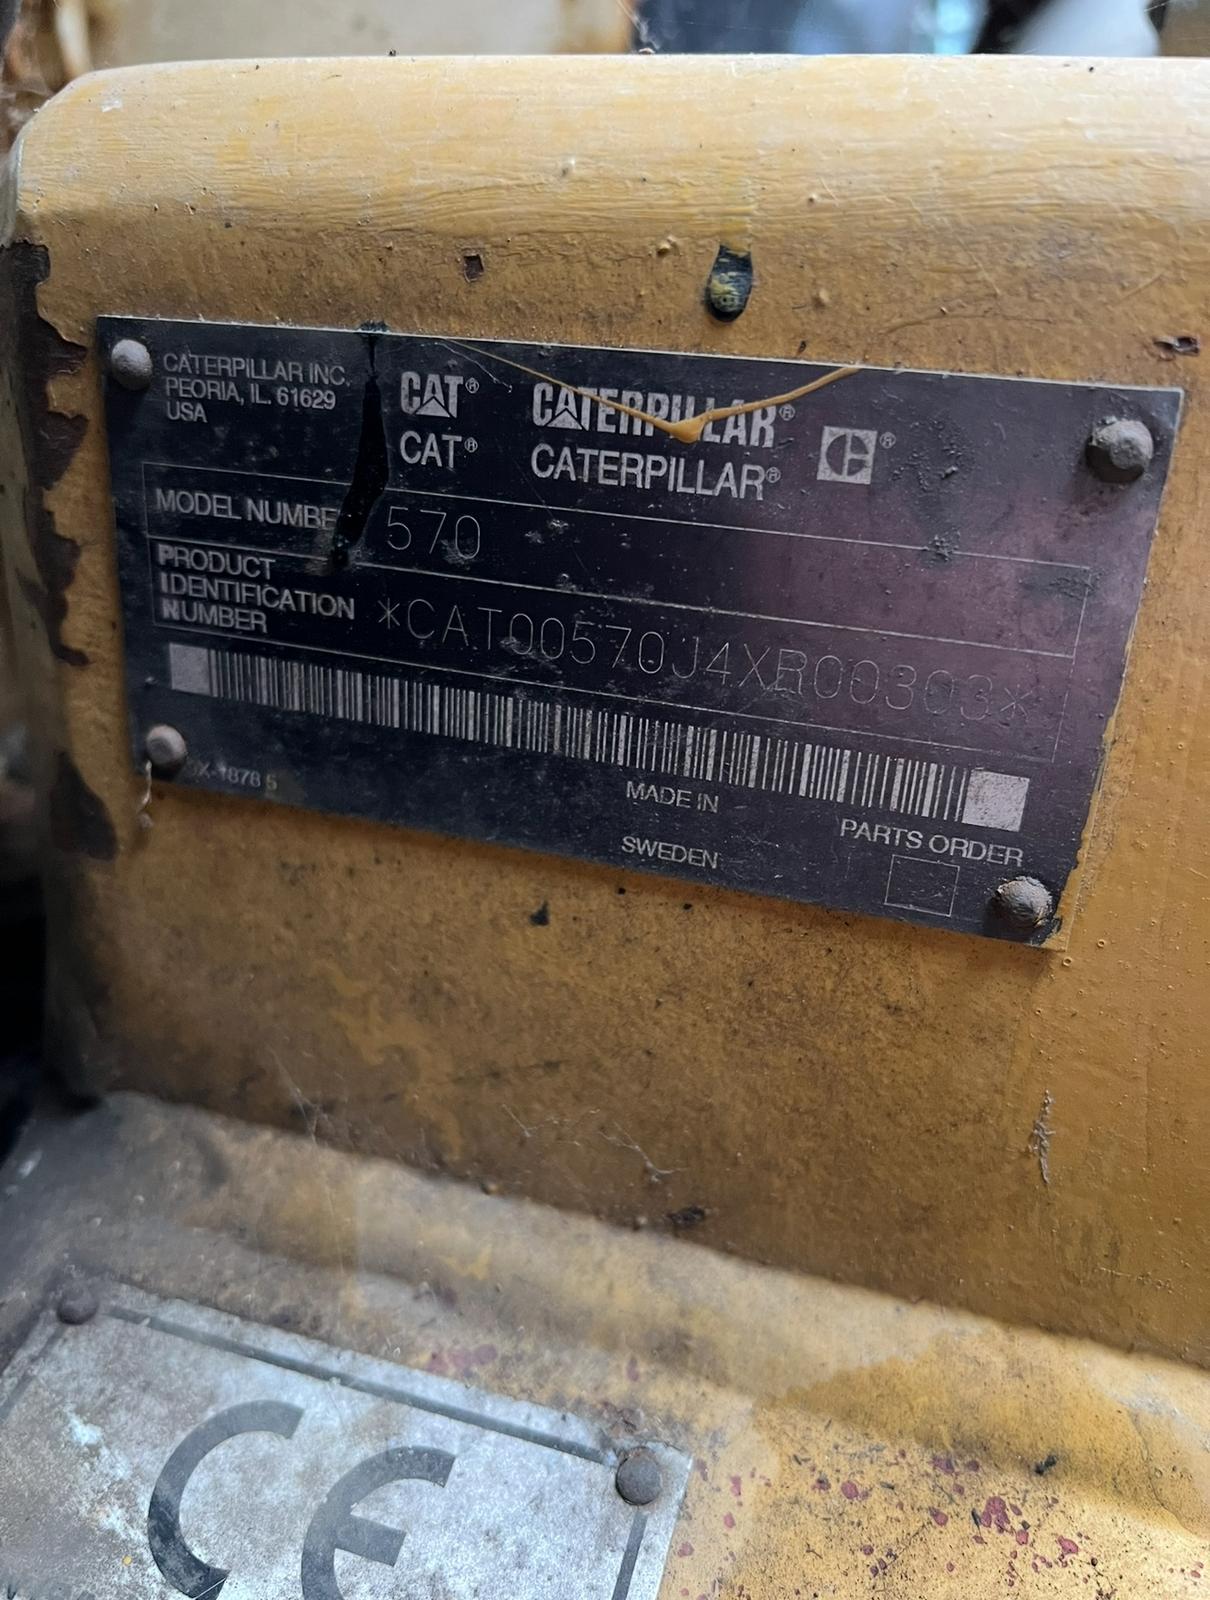 CATERPILLAR INC.
PEORIA, IL. 61629
USA
CAT® CATERPILLAR®
CAT® CATERPILLAR® ®
MODEL NUMBER 570
PRODUCT
IDENTIFICATION
NUMBER *CAT00570J4XR00303*
MADE IN
SWEDEN
PARTS ORDER
CE